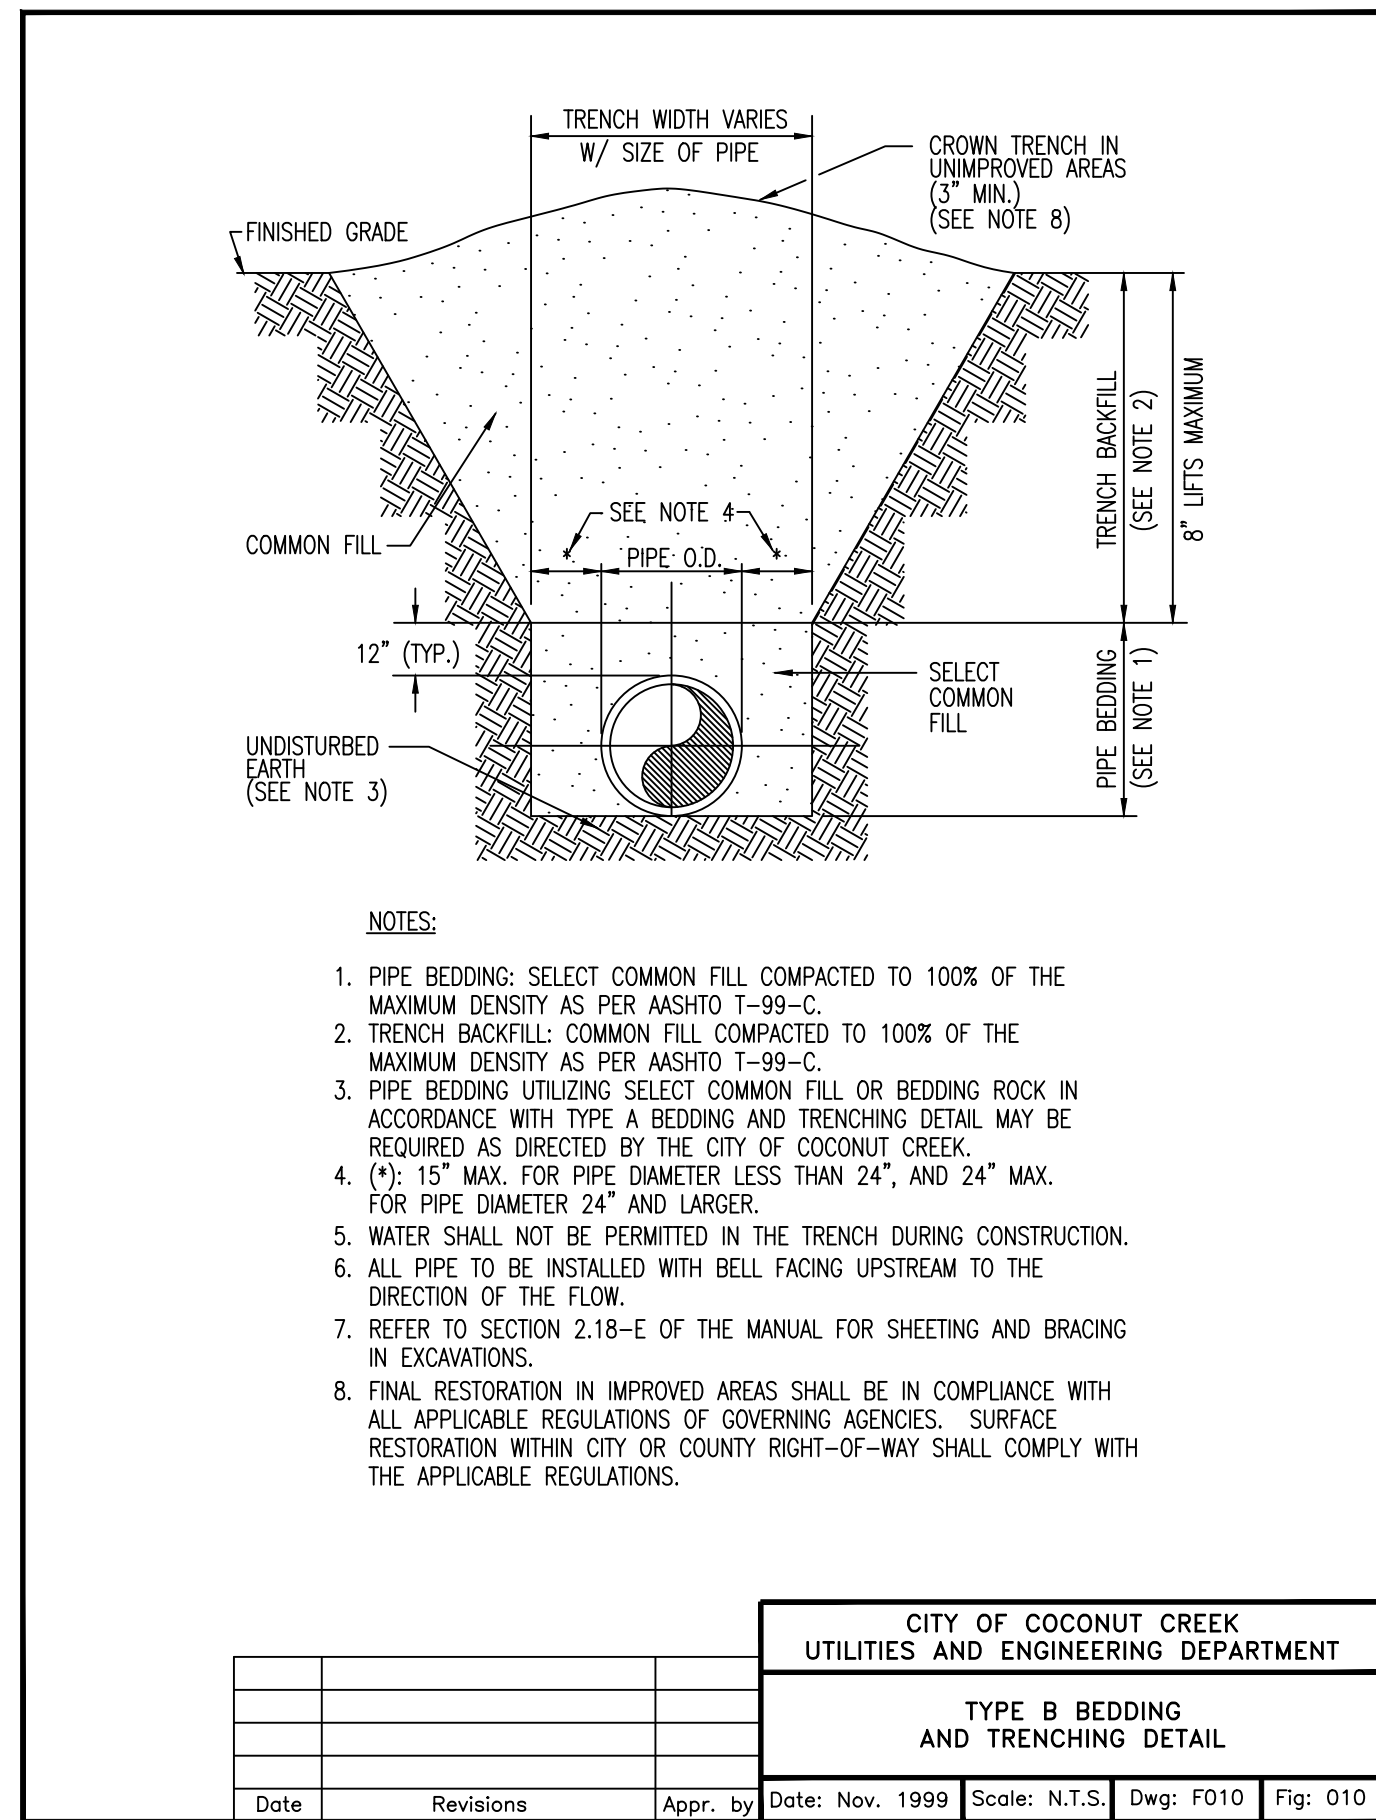 TRENCH WIDTH VARIES
W/ SIZE OF PIPE
CROWN TRENCH IN
UNIMPROVED AREAS
(3" MIN.)
(SEE NOTE 8)
FINISHED GRADE
TRENCH BACKFILL
(SEE NOTE 2)
8" LIFTS MAXIMUM
SEE NOTE 4
* *
PIPE O.D.
COMMON FILL
12" (TYP.)
SELECT
COMMON
FILL
PIPE BEDDING
(SEE NOTE 1)
UNDISTURBED
EARTH
(SEE NOTE 3)
NOTES:
1. PIPE BEDDING: SELECT COMMON FILL COMPACTED TO 100% OF THE
MAXIMUM DENSITY AS PER AASHTO T-99-C.
2. TRENCH BACKFILL: COMMON FILL COMPACTED TO 100% OF THE
MAXIMUM DENSITY AS PER AASHTO T-99-C.
3. PIPE BEDDING UTILIZING SELECT COMMON FILL OR BEDDING ROCK IN
ACCORDANCE WITH TYPE A BEDDING AND TRENCHING DETAIL MAY BE
REQUIRED AS DIRECTED BY THE CITY OF COCONUT CREEK.
4. (*): 15" MAX. FOR PIPE DIAMETER LESS THAN 24", AND 24" MAX.
FOR PIPE DIAMETER 24" AND LARGER.
5. WATER SHALL NOT BE PERMITTED IN THE TRENCH DURING CONSTRUCTION.
6. ALL PIPE TO BE INSTALLED WITH BELL FACING UPSTREAM TO THE
DIRECTION OF THE FLOW.
7. REFER TO SECTION 2.18-E OF THE MANUAL FOR SHEETING AND BRACING
IN EXCAVATIONS.
8. FINAL RESTORATION IN IMPROVED AREAS SHALL BE IN COMPLIANCE WITH
ALL APPLICABLE REGULATIONS OF GOVERNING AGENCIES. SURFACE
RESTORATION WITHIN CITY OR COUNTY RIGHT-OF-WAY SHALL COMPLY WITH
THE APPLICABLE REGULATIONS.
CITY OF COCONUT CREEK
UTILITIES AND ENGINEERING DEPARTMENT
TYPE B BEDDING
AND TRENCHING DETAIL
Date Revisions Appr. by Date: Nov. 1999 Scale: N.T.S. Dwg: F010 Fig: 010